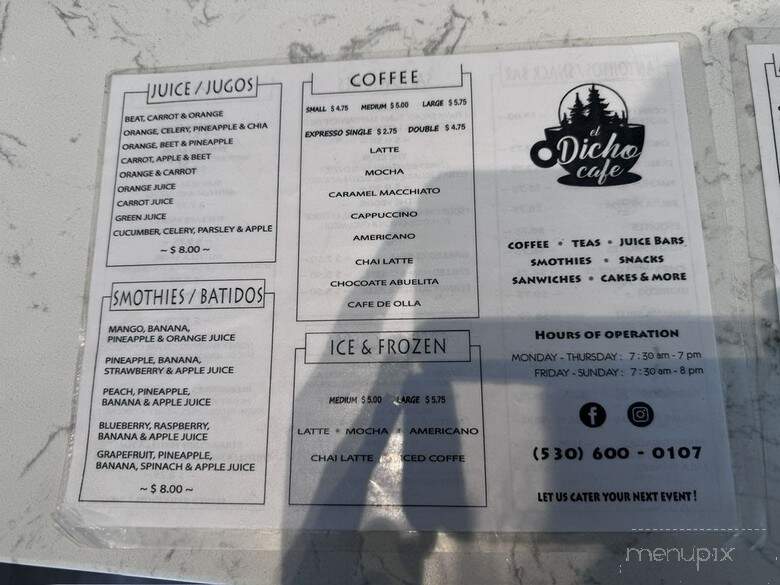 JUICE / JUGOS
BEAT, CARROT & ORANGE
ORANGE, CELERY, PINEAPPLE & CHIA
ORANGE, BEET & PINEAPPLE
CARROT, APPLE & BEET
ORANGE & CARROT
ORANGE JUICE
CARROT JUICE
GREEN JUICE
CUCUMBER, CELERY, PARSLEY & APPLE
~ $ 8.00 ~
SMOTHIES / BATIDOS
MANGO, BANANA,
PINEAPPLE & ORANGE JUICE
PINEAPPLE, BANANA,
STRAWBERRY & APPLE JUICE
PEACH, PINEAPPLE,
BANANA & APPLE JUICE
BLUEBERRY, RASPBERRY,
BANANA & APPLE JUICE
GRAPEFRUIT, PINEAPPLE,
BANANA, SPINACH & APPLE JUICE
~ $ 8.00 ~
COFFEE
SMALL $ 4.75 MEDIUM $ 5.00 LARGE $ 5.75
EXPRESSO SINGLE $ 2.75 DOUBLE $ 4.75
LATTE
MOCHA
CARAMEL MACCHIATO
CAPPUCCINO
AMERICANO
CHAI LATTE
CHOCOATE ABUELITA
CAFE DE OLLA
ICE & FROZEN
MEDIUM $ 5.00 LARGE $ 5.75
LATTE • MOCHA • AMERICANO
CHAI LATTE • ICED COFFE
el
Dicho
cafe
COFFEE • TEAS • JUICE BARS
SMOTHIES • SNACKS
SANWICHES • CAKES & MORE
HOURS OF OPERATION
MONDAY - THURSDAY : 7 : 30 am - 7 pm
FRIDAY - SUNDAY : 7 : 30 am - 8 pm
(530) 600 - 0107
LET US CATER YOUR NEXT EVENT !
menupix